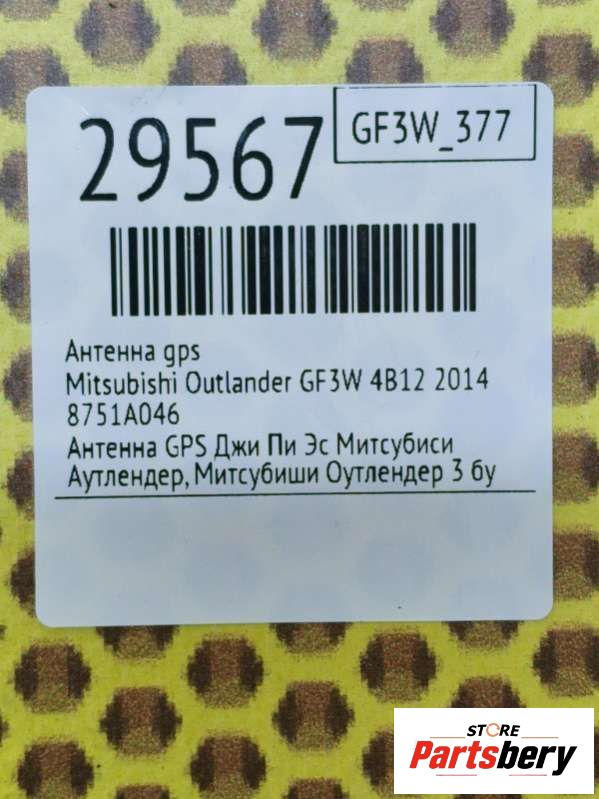 29567
GF3W_377
Антенна gps
Mitsubishi Outlander GF3W 4B12 2014
8751A046
Антенна GPS Джи Пи Эс Митсубиси
Аутлендер, Митсубиши Оутлендер 3 бу
STORE
Partsbery